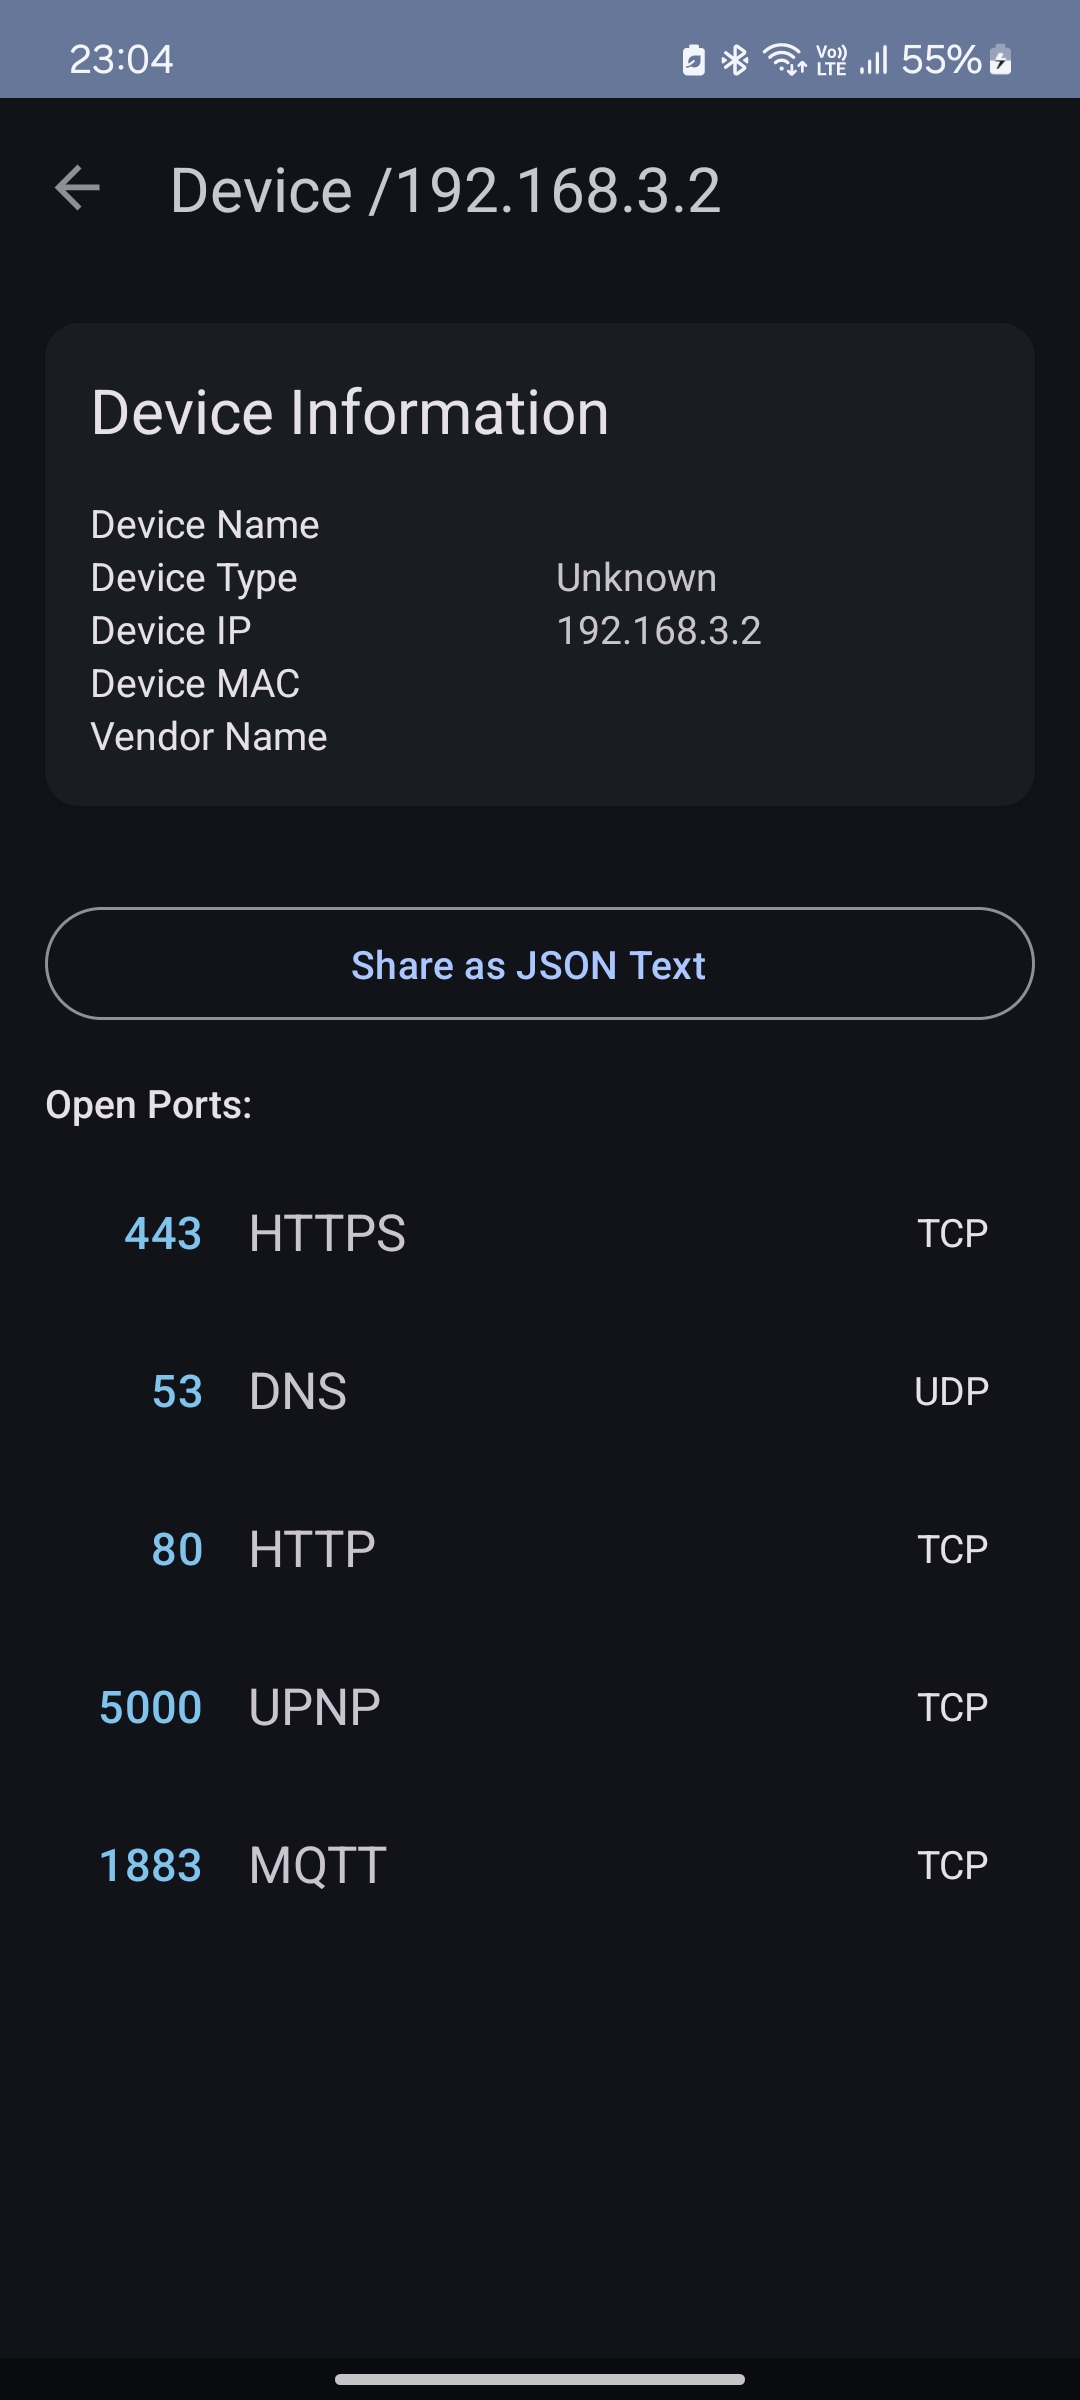 23:04 Vo)) LTE 55%
Device /192.168.3.2
Device Information
Device Name
Device Type Unknown
Device IP 192.168.3.2
Device MAC
Vendor Name
Share as JSON Text
Open Ports:
443 HTTPS TCP
53 DNS UDP
80 HTTP TCP
5000 UPNP TCP
1883 MQTT TCP